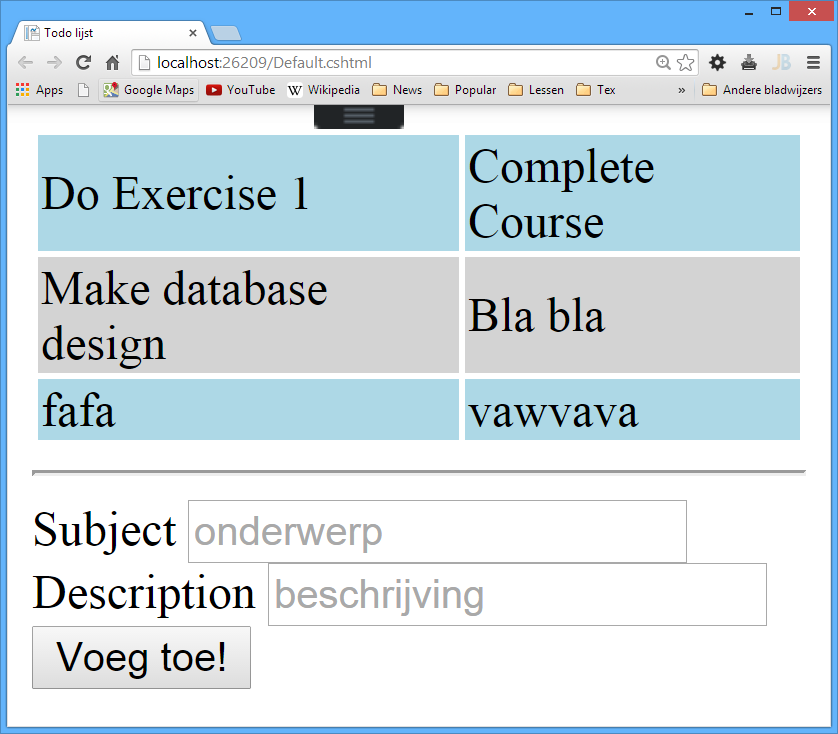 Todo lijst
localhost:26209/Default.cshtml
JB
Apps Google Maps YouTube W Wikipedia News Popular Lessen Tex » Andere bladwijzers
Do Exercise 1
Complete
Course
Make database
design
Bla bla
fafa
vawvava
Subject onderwerp
Description beschrijving
Voeg toe!